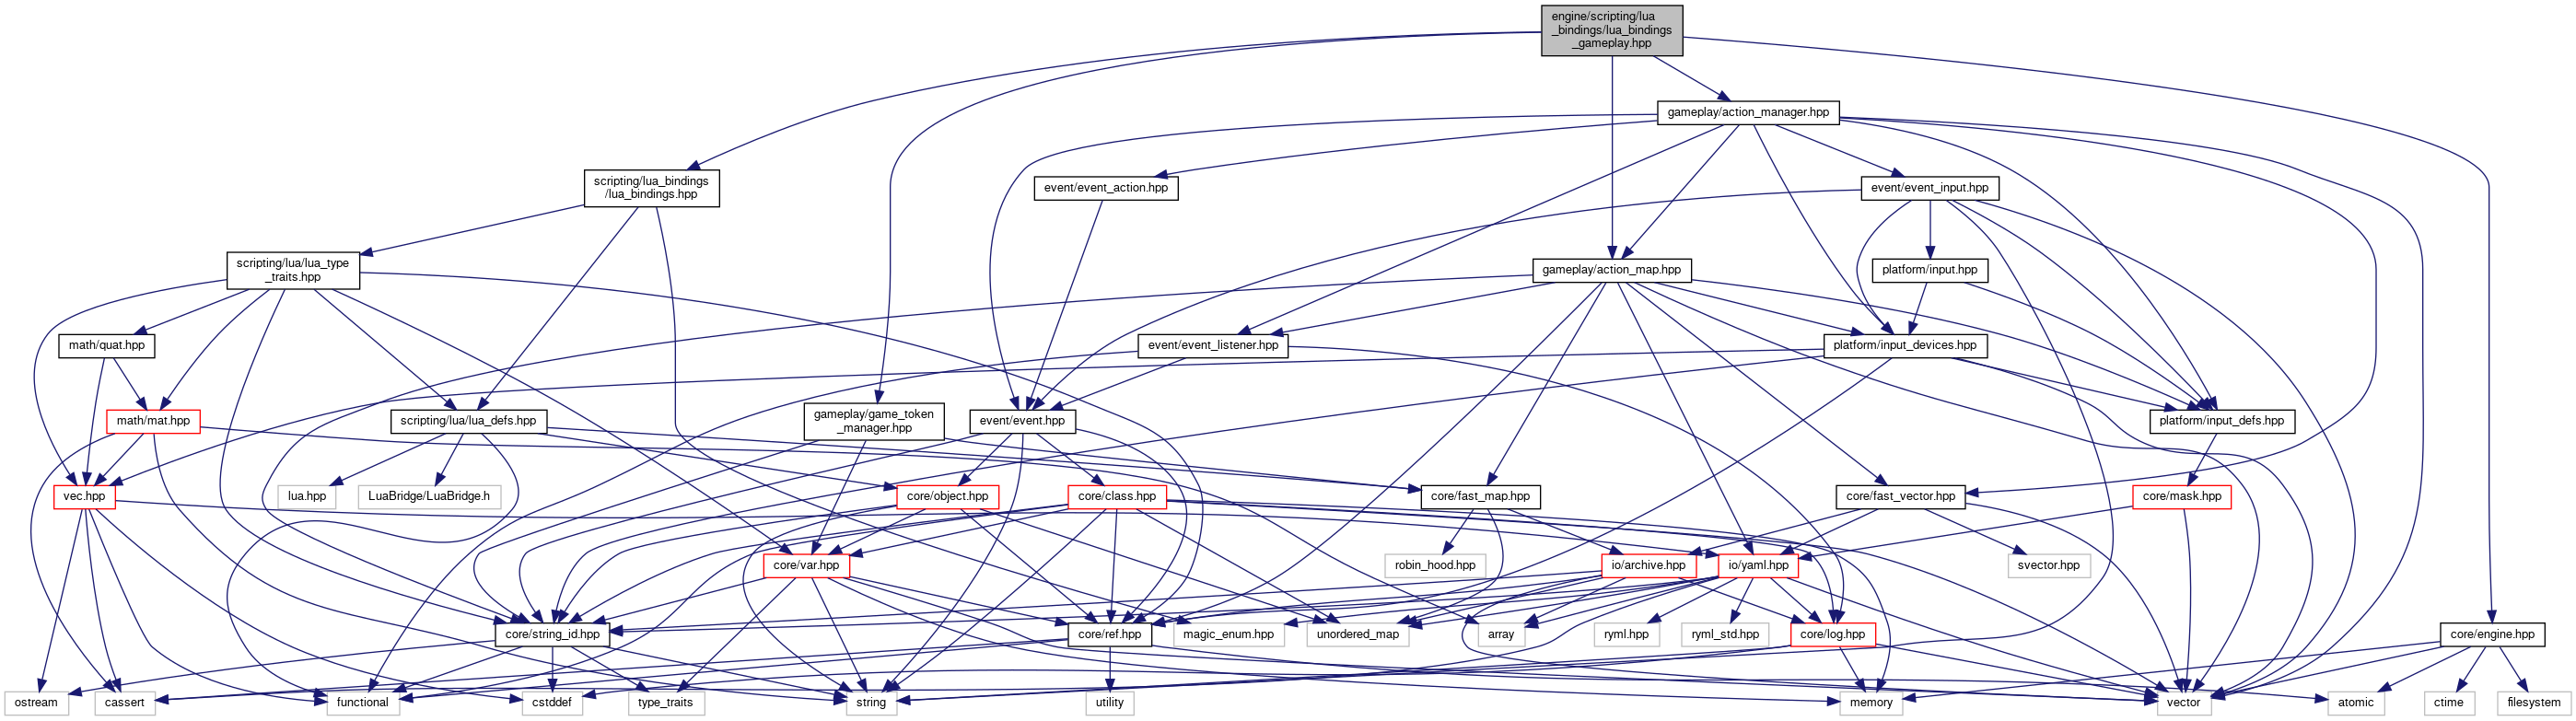 engine/scripting/lua
_bindings/lua_bindings
_gameplay.hpp
gameplay/action_manager.hpp
scripting/lua_bindings
/lua_bindings.hpp
event/event_action.hpp
event/event_input.hpp
scripting/lua/lua_type
_traits.hpp
gameplay/action_map.hpp
platform/input.hpp
math/quat.hpp
event/event_listener.hpp
platform/input_devices.hpp
math/mat.hpp
scripting/lua/lua_defs.hpp
gameplay/game_token
_manager.hpp
event/event.hpp
platform/input_defs.hpp
vec.hpp
lua.hpp
LuaBridge/LuaBridge.h
core/object.hpp
core/class.hpp
core/fast_map.hpp
core/fast_vector.hpp
core/mask.hpp
core/var.hpp
robin_hood.hpp
io/archive.hpp
io/yaml.hpp
svector.hpp
core/string_id.hpp
core/ref.hpp
magic_enum.hpp
unordered_map
array
ryml.hpp
ryml_std.hpp
core/log.hpp
core/engine.hpp
ostream
cassert
functional
cstddef
type_traits
string
utility
memory
vector
atomic
ctime
filesystem